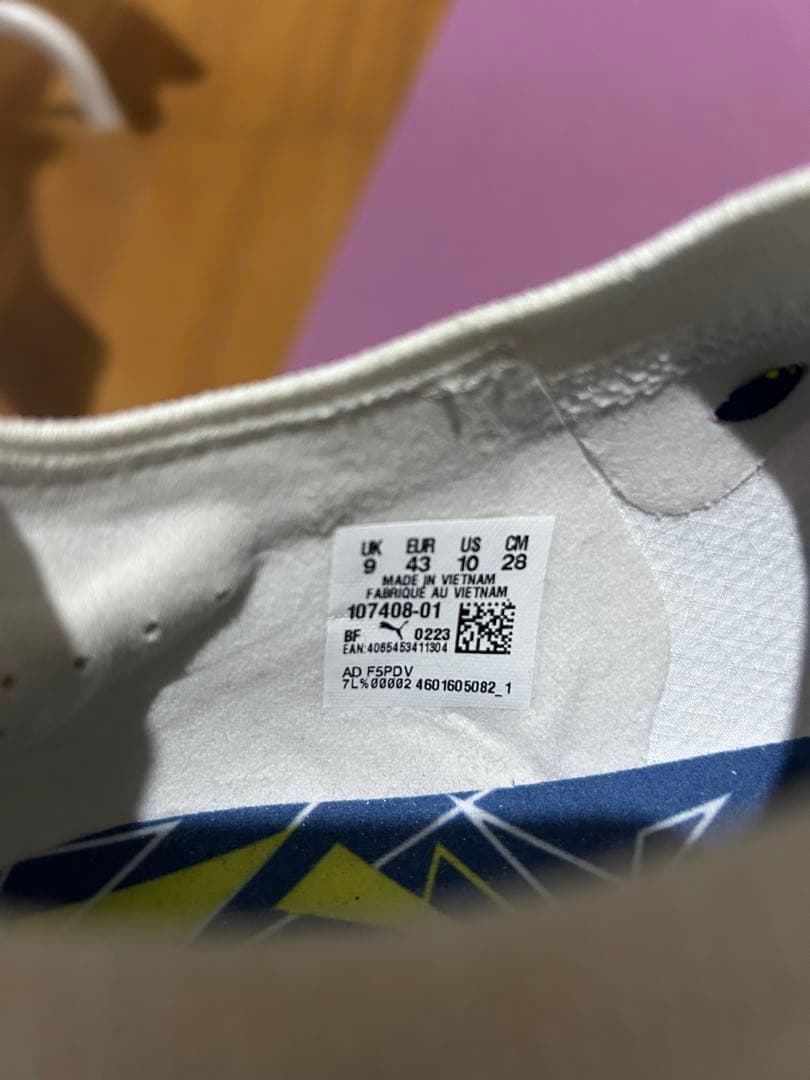 UK EUR US CM
9 43 10 28
MADE IN VIETNAM
FABRIQUÉ AU VIETNAM
107408-01
BF 0223
EAN:4065453411304
AD F5PDV
7L%00002 4601605082_1